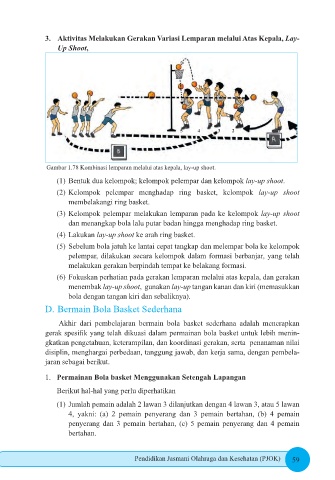 3. Aktivitas Melakukan Gerakan Variasi Lemparan melalui Atas Kepala, Lay-
Up Shoot,
Gambar 1.78 Kombinasi lemparan melalui atas kepala, lay-up shoot.
(1) Bentuk dua kelompok; kelompok pelempar dan kelompok lay-up shoot.
(2) Kelompok pelempar menghadap ring basket, kelompok lay-up shoot
membelakangi ring basket.
(3) Kelompok pelempar melakukan lemparan pada ke kelompok lay-up shoot
dan menangkap bola lalu putar badan hingga menghadap ring basket.
(4) Lakukan lay-up shoot ke arah ring basket.
(5) Sebelum bola jatuh ke lantai cepat tangkap dan melempar bola ke kelompok
pelempar, dilakukan secara kelompok dalam formasi berbanjar, yang telah
melakukan gerakan berpindah tempat ke belakang formasi.
(6) Fokuskan perhatian pada gerakan lemparan melalui atas kepala, dan gerakan
menembak lay-up shoot, gunakan lay-up tangan kanan dan kiri (memasukkan
bola dengan tangan kiri dan sebaliknya).
D. Bermain Bola Basket Sederhana
Akhir dari pembelajaran bermain bola basket sederhana adalah menerapkan
gerak spesifik yang telah dikuasi dalam permainan bola basket untuk lebih menin-
gkatkan pengetahuan, keterampilan, dan koordinasi gerakan, serta penanaman nilai
disiplin, menghargai perbedaan, tanggung jawab, dan kerja sama, dengan pembela-
jaran sebagai berikut.
1. Permainan Bola basket Menggunakan Setengah Lapangan
Berikut hal-hal yang perlu diperhatikan
(1) Jumlah pemain adalah 2 lawan 3 dilanjutkan dengan 4 lawan 3, atau 5 lawan
4, yakni: (a) 2 pemain penyerang dan 3 pemain bertahan, (b) 4 pemain
penyerang dan 3 pemain bertahan, (c) 5 pemain penyerang dan 4 pemain
bertahan.
Pendidikan Jasmani Olahraga dan Kesehatan (PJOK) 59